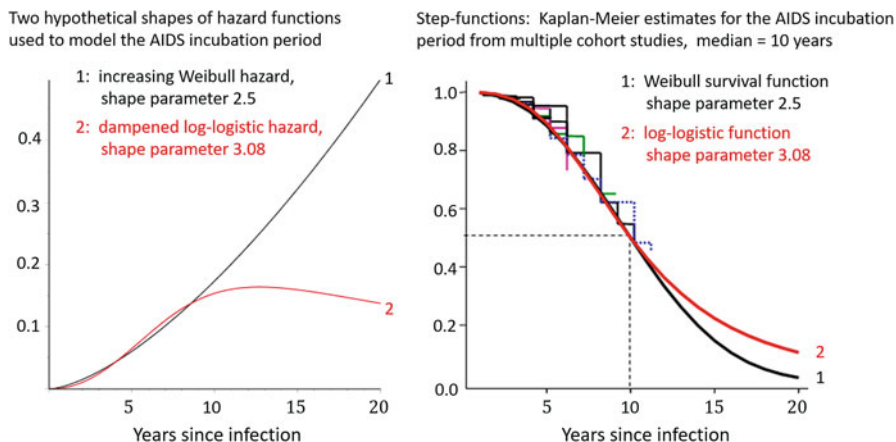 Two hypothetical shapes of hazard functions
used to model the AIDS incubation period
1: increasing Weibull hazard,
shape parameter 2.5
2: dampened log-logistic hazard,
shape parameter 3.08
1
2
0.4
0.3
0.2
0.1
5
10
15
20
Years since infection
Step-functions: Kaplan-Meier estimates for the AIDS incubation
period from multiple cohort studies, median = 10 years
1: Weibull survival function
shape parameter 2.5
2: log-logistic function
shape parameter 3.08
1.0
0.8
0.6
0.4
0.2
0.0
2
1
5
10
15
20
Years since infection